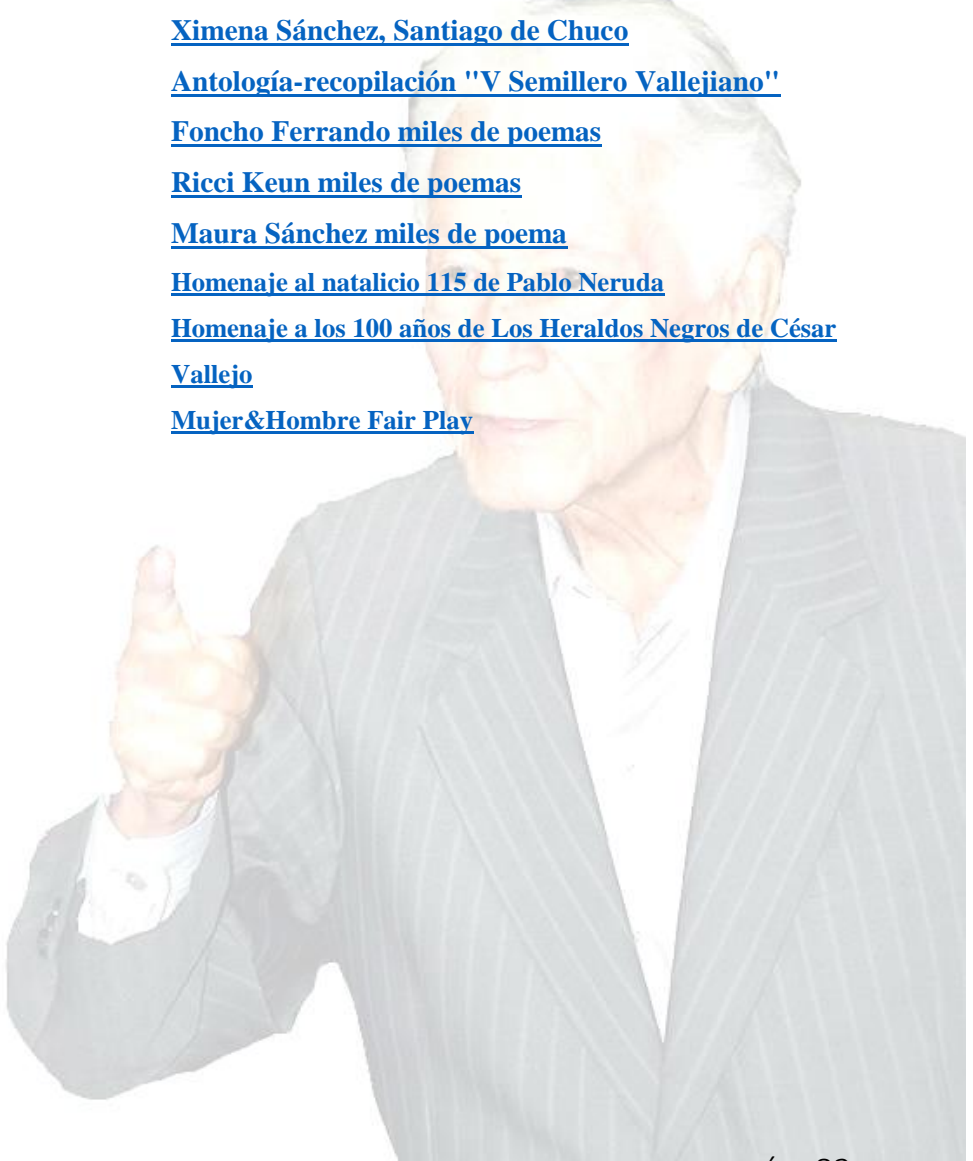 Ximena Sánchez, Santiago de Chuco
Antología-recopilación "V Semillero Vallejiano"
Foncho Ferrando miles de poemas
Ricci Keun miles de poemas
Maura Sánchez miles de poema
Homenaje al natalicio 115 de Pablo Neruda
Homenaje a los 100 años de Los Heraldos Negros de César
Vallejo
Mujer&Hombre Fair Play